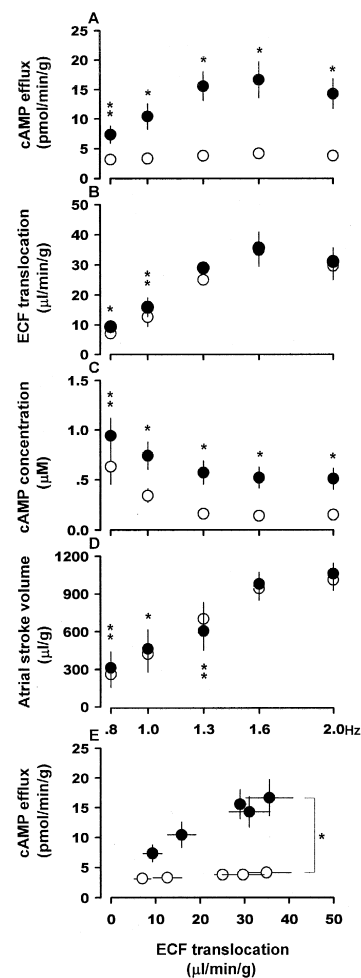 A
25
20
15
10
5
0
cAMP efflux
(pmol/min/g)
*
*
*
*
*
*
B
50
40
30
20
10
0
ECF translocation
(µl/min/g)
*
*
*
C
1.5
1.0
.5
0.0
cAMP concentration
(µM)
*
*
*
*
*
*
D
1200
900
600
300
0
Atrial stroke volume
(µl/g)
*
*
*
*
*
.8 1.0 1.3 1.6 2.0Hz
E
25
20
15
10
5
0
cAMP efflux
(pmol/min/g)
*
0 10 20 30 40 50
ECF translocation
(µl/min/g)